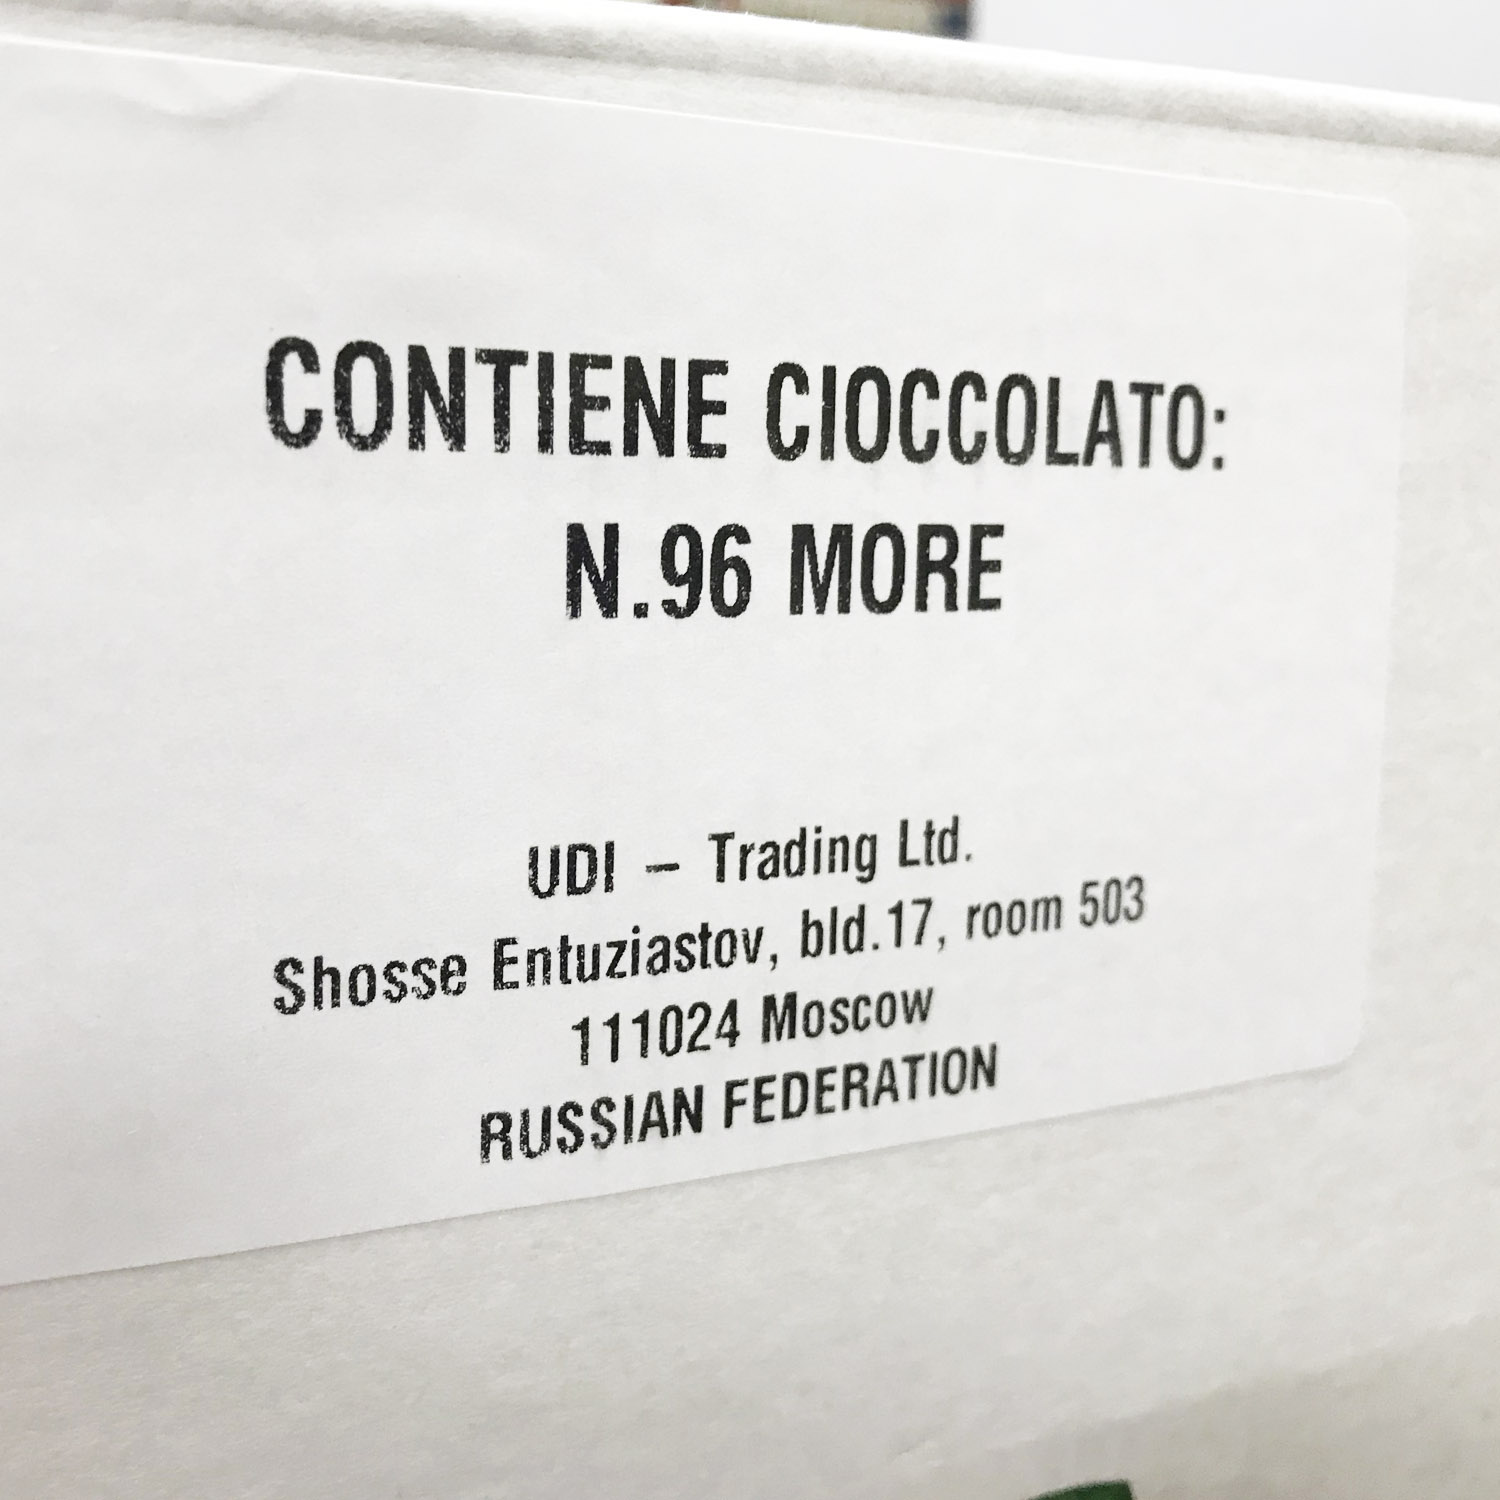 CONTIENE CIOCCOLATO:
N.96 MORE
UDI – Trading Ltd.
Shosse Entuziastov, bld.17, room 503
111024 Moscow
RUSSIAN FEDERATION